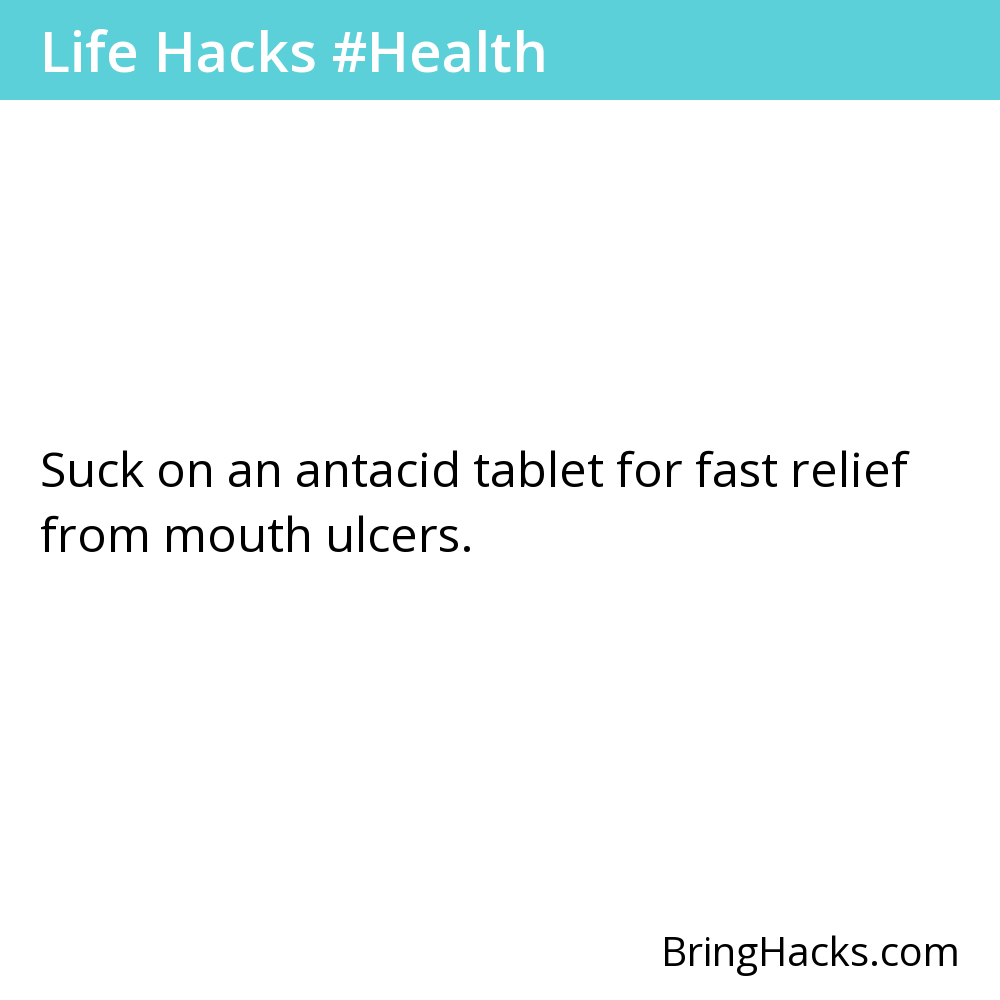 Life Hacks #Health
Suck on an antacid tablet for fast relief
from mouth ulcers.
BringHacks.com